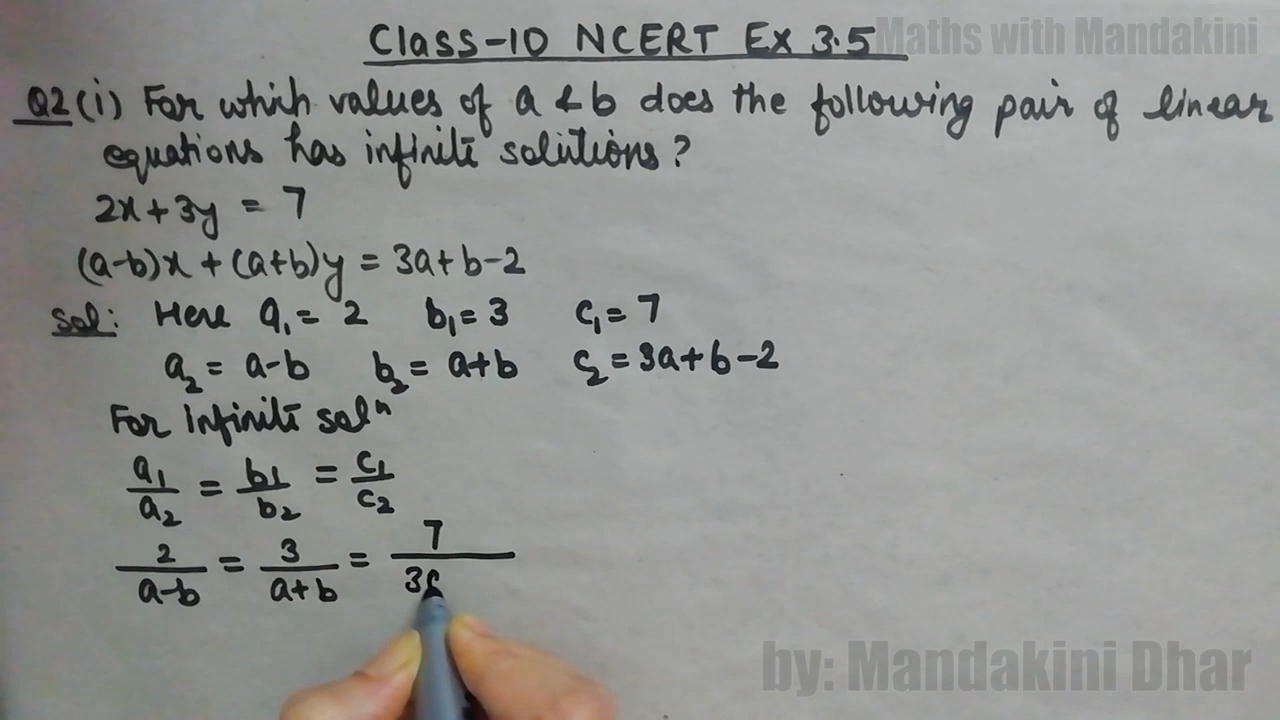 Class-10 NCERT Ex 3.5
Maths with Mandakini
Q2(i) For which values of a & b does the following pair of linear
equations has infinite solutions?
2x+3y = 7
(a-b)x + (a+b)y = 3a+b-2
Sol: Here a₁ = 2 b₁ = 3 c₁ = 7
a₂ = a-b b₂ = a+b c₂ = 3a+b-2
For Infinite solⁿ
a₁/a₂ = b₁/b₂ = c₁/c₂
2/(a-b) = 3/(a+b) = 7/3
by: Mandakini Dhar